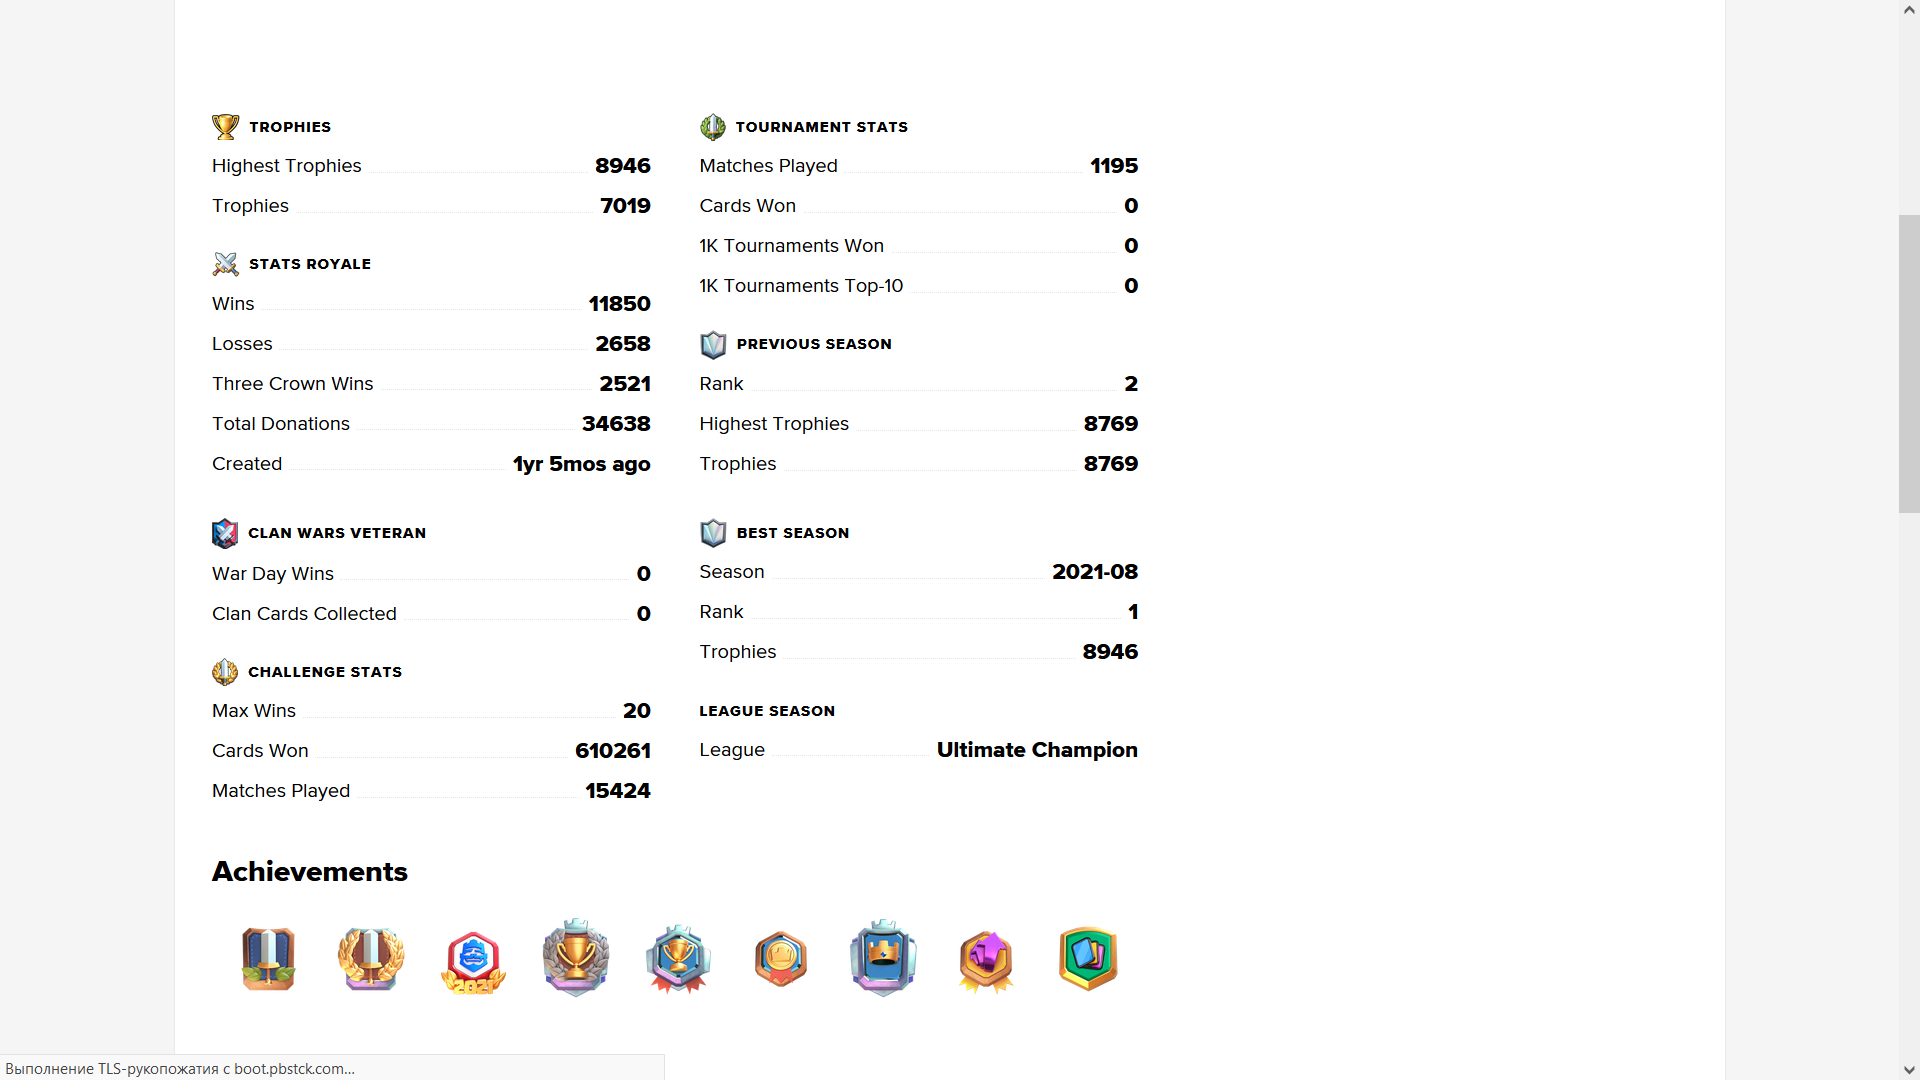 TROPHIES
Highest Trophies 8946
Trophies 7019
STATS ROYALE
Wins 11850
Losses 2658
Three Crown Wins 2521
Total Donations 34638
Created 1yr 5mos ago
CLAN WARS VETERAN
War Day Wins 0
Clan Cards Collected 0
CHALLENGE STATS
Max Wins 20
Cards Won 610261
Matches Played 15424
TOURNAMENT STATS
Matches Played 1195
Cards Won 0
1K Tournaments Won 0
1K Tournaments Top-10 0
PREVIOUS SEASON
Rank 2
Highest Trophies 8769
Trophies 8769
BEST SEASON
Season 2021-08
Rank 1
Trophies 8946
LEAGUE SEASON
League Ultimate Champion
Achievements
2021
Выполнение TLS-рукопожатия с boot.pbstck.com...